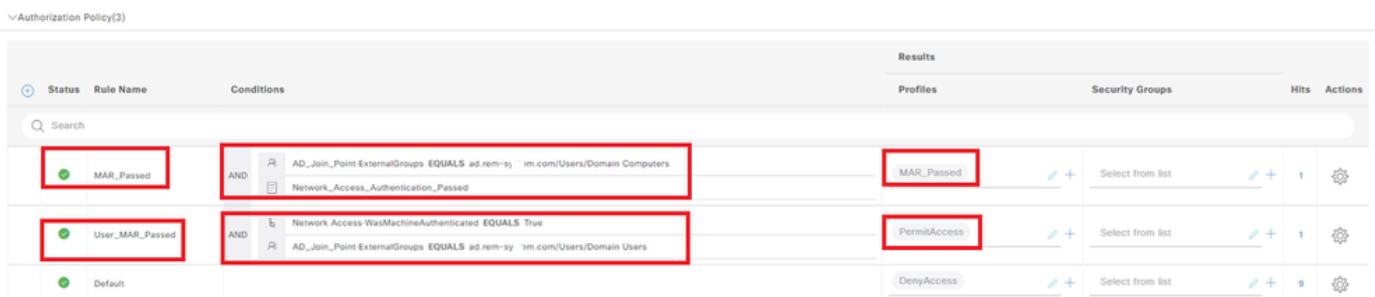 Authorization Policy(3)
Results
Status Rule Name Conditions Profiles Security Groups Hits Actions
Search
MAR_Passed AND AD_Join_Point·ExternalGroups EQUALS ad.rem-sy im.com/Users/Domain Computers MAR_Passed Select from list 1
Network_Access_Authentication_Passed
User_MAR_Passed AND Network Access·WasMachineAuthenticated EQUALS True PermitAccess Select from list 1
AD_Join_Point·ExternalGroups EQUALS ad.rem-sy m.com/Users/Domain Users
Default DenyAccess Select from list 9